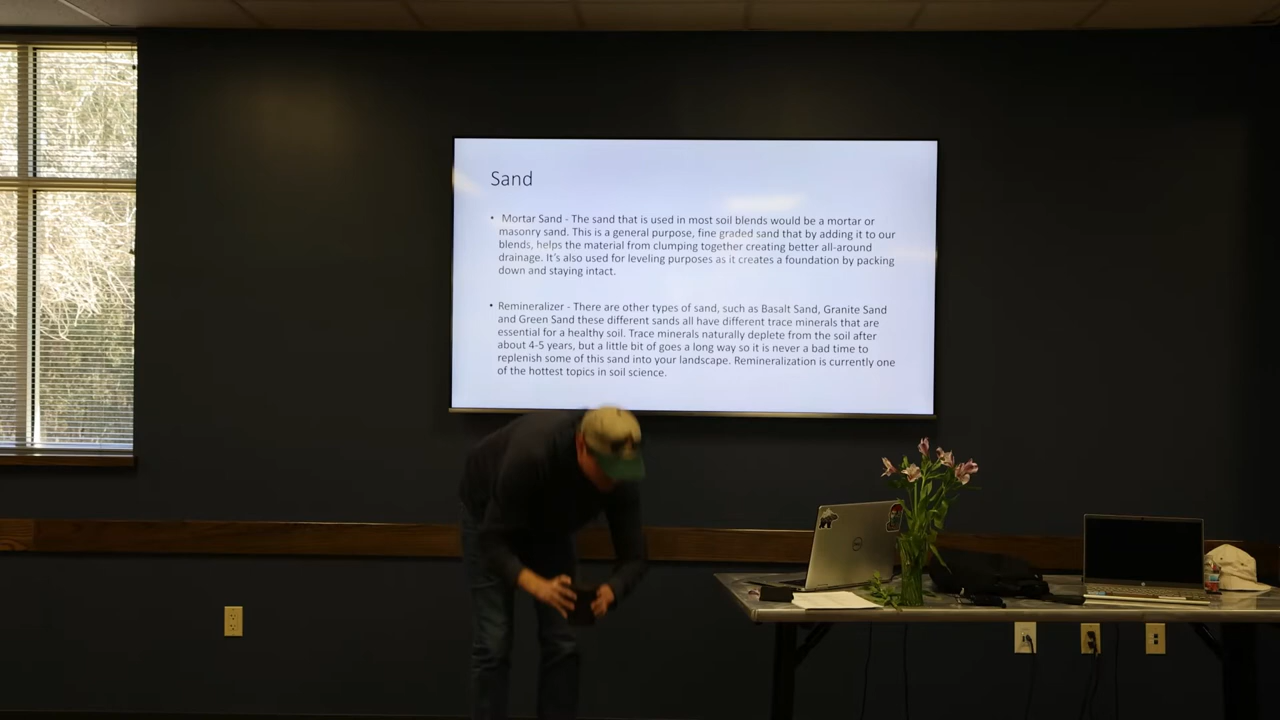 Sand
• Mortar Sand - The sand that is used in most soil blends would be a mortar or
masonry sand. This is a general purpose, fine graded sand that by adding it to our
blends, helps the material from clumping together creating better all-around
drainage. It's also used for leveling purposes as it creates a foundation by packing
down and staying intact.
• Remineralizer - There are other types of sand, such as Basalt Sand, Granite Sand
and Green Sand these different sands all have different trace minerals that are
essential for a healthy soil. Trace minerals naturally deplete from the soil after
about 4-5 years, but a little bit of goes a long way so it is never a bad time to
replenish some of this sand into your landscape. Remineralization is currently one
of the hottest topics in soil science.